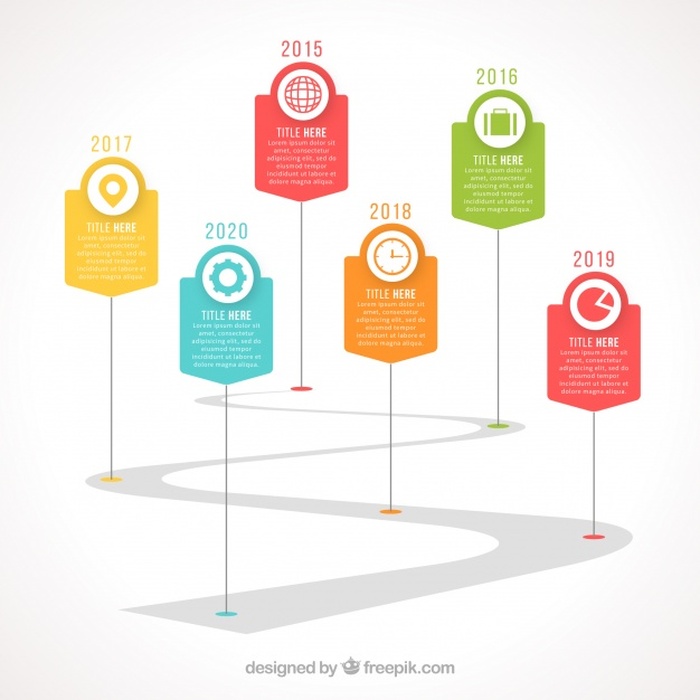 2015
TITLE HERE
Lorem ipsum dolor sit
amet, consectetur
adipisicing elit, sed do
eiusmod tempor
incididunt ut labore et
dolore magna aliqua.
2016
TITLE HERE
Lorem ipsum dolor sit
amet, consectetur
adipisicing elit, sed do
eiusmod tempor
incididunt ut labore et
dolore magna aliqua.
2017
TITLE HERE
Lorem ipsum dolor sit
amet, consectetur
adipisicing elit, sed do
eiusmod tempor
incididunt ut labore et
dolore magna aliqua.
2018
TITLE HERE
Lorem ipsum dolor sit
amet, consectetur
adipisicing elit, sed do
eiusmod tempor
incididunt ut labore et
dolore magna aliqua.
2019
TITLE HERE
Lorem ipsum dolor sit
amet, consectetur
adipisicing elit, sed do
eiusmod tempor
incididunt ut labore et
dolore magna aliqua.
2020
TITLE HERE
Lorem ipsum dolor sit
amet, consectetur
adipisicing elit, sed do
eiusmod tempor
incididunt ut labore et
dolore magna aliqua.
designed by freepik.com